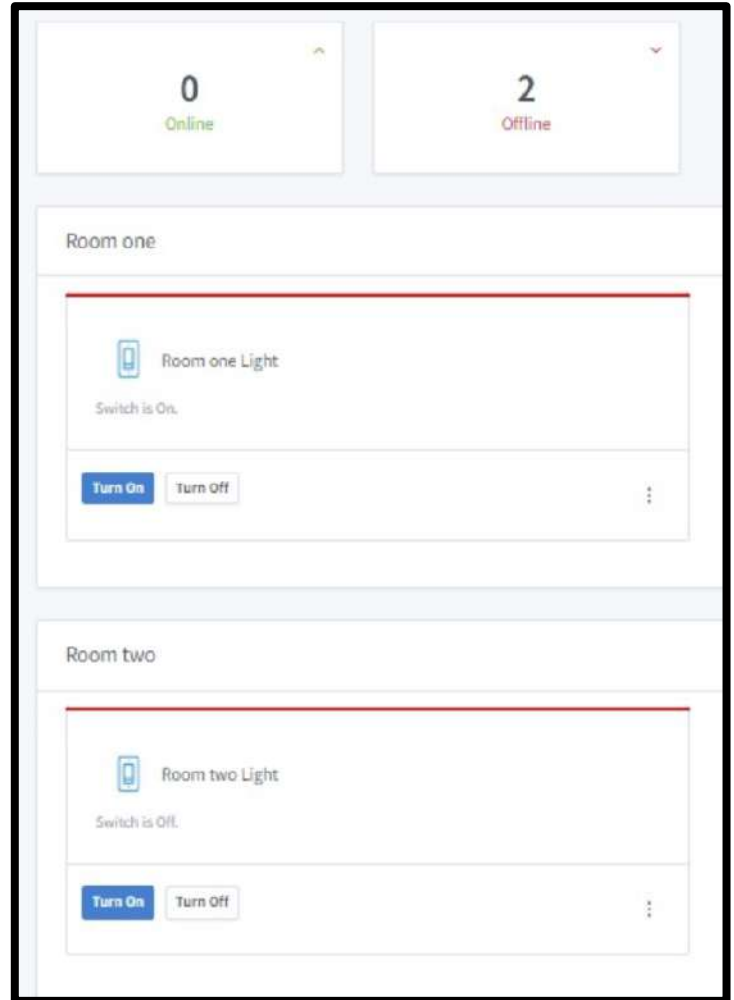 0
Online
2
Offline
Room one
Room one Light
Switch is On.
Turn On Turn Off
Room two
Room two Light
Switch is Off.
Turn On Turn Off